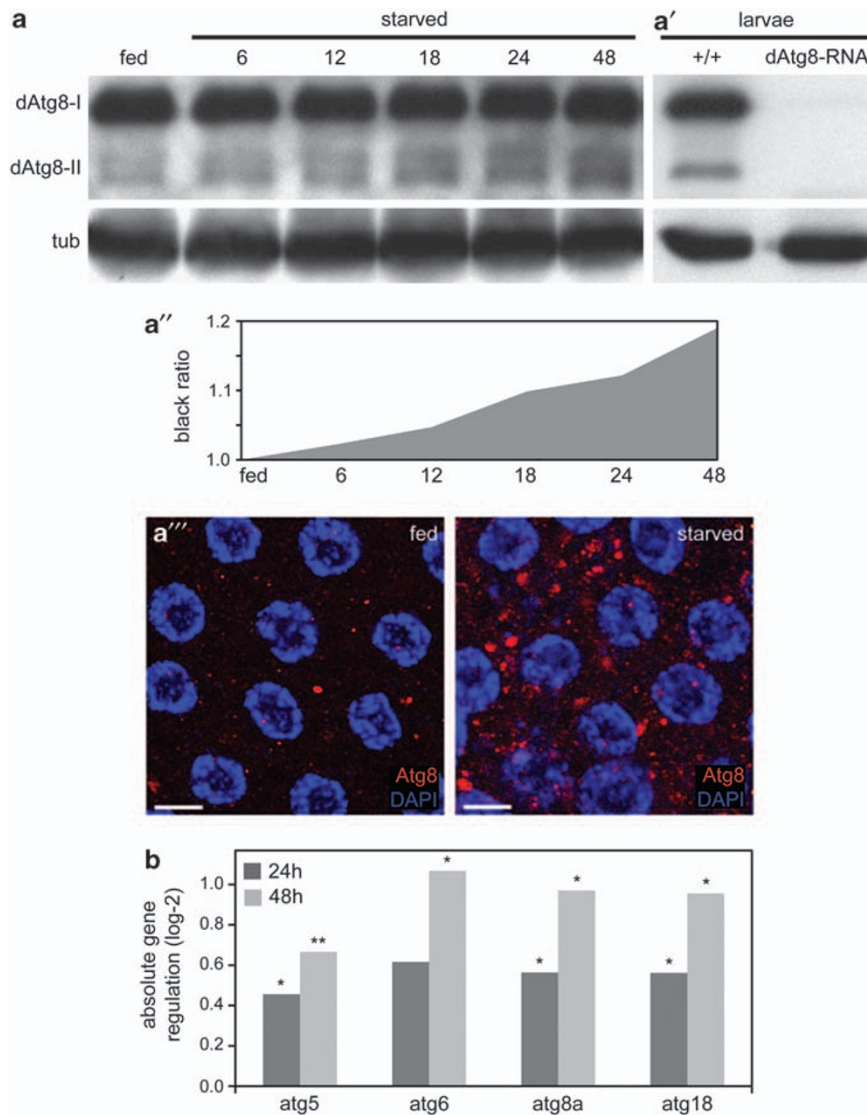 a
starved
a′
larvae
fed 6 12 18 24 48
+/+ dAtg8-RNA
dAtg8-I
dAtg8-II
tub
a″
black ratio
1.2
1.1
1.0
fed 6 12 18 24 48
a‴
fed
starved
Atg8
DAPI
Atg8
DAPI
b
absolute gene
regulation (log-2)
24h
48h
1.0
0.8
0.6
0.4
0.2
0.0
* ** * * * * *
atg5 atg6 atg8a atg18